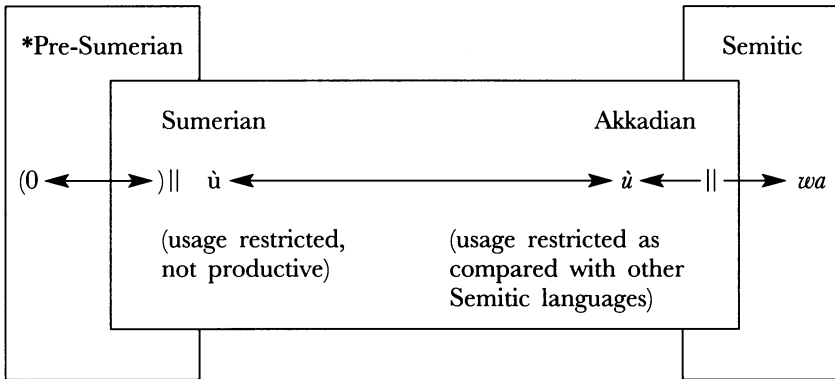 *Pre-Sumerian Semitic
Sumerian Akkadian
(0 )|| ù ù || wa
(usage restricted, (usage restricted as
not productive) compared with other
Semitic languages)